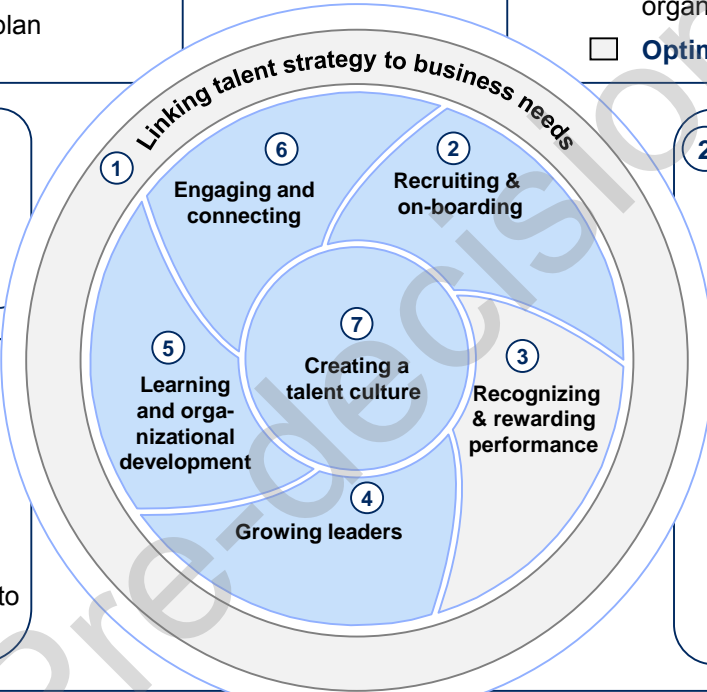 plan
organ
Optim
Linking talent strategy to business needs
1
6
Engaging and
connecting
2
Recruiting &
on-boarding
2
7
Creating a
talent culture
3
Recognizing
& rewarding
performance
5
Learning
and orga-
nizational
development
4
Growing leaders
to
Pre-decision